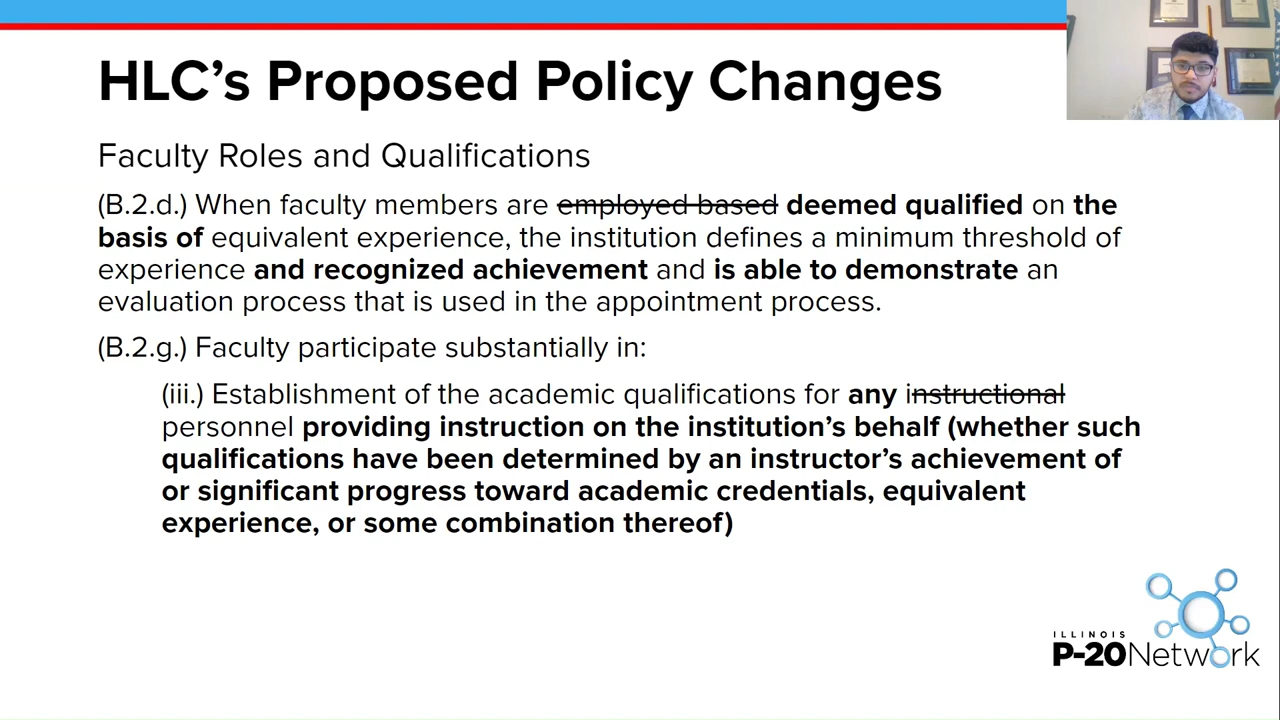 HLC’s Proposed Policy Changes
Faculty Roles and Qualifications
(B.2.d.) When faculty members are employed based deemed qualified on the
basis of equivalent experience, the institution defines a minimum threshold of
experience and recognized achievement and is able to demonstrate an
evaluation process that is used in the appointment process.
(B.2.g.) Faculty participate substantially in:
(iii.) Establishment of the academic qualifications for any instructional
personnel providing instruction on the institution’s behalf (whether such
qualifications have been determined by an instructor’s achievement of
or significant progress toward academic credentials, equivalent
experience, or some combination thereof)
ILLINOIS
P-20 Network